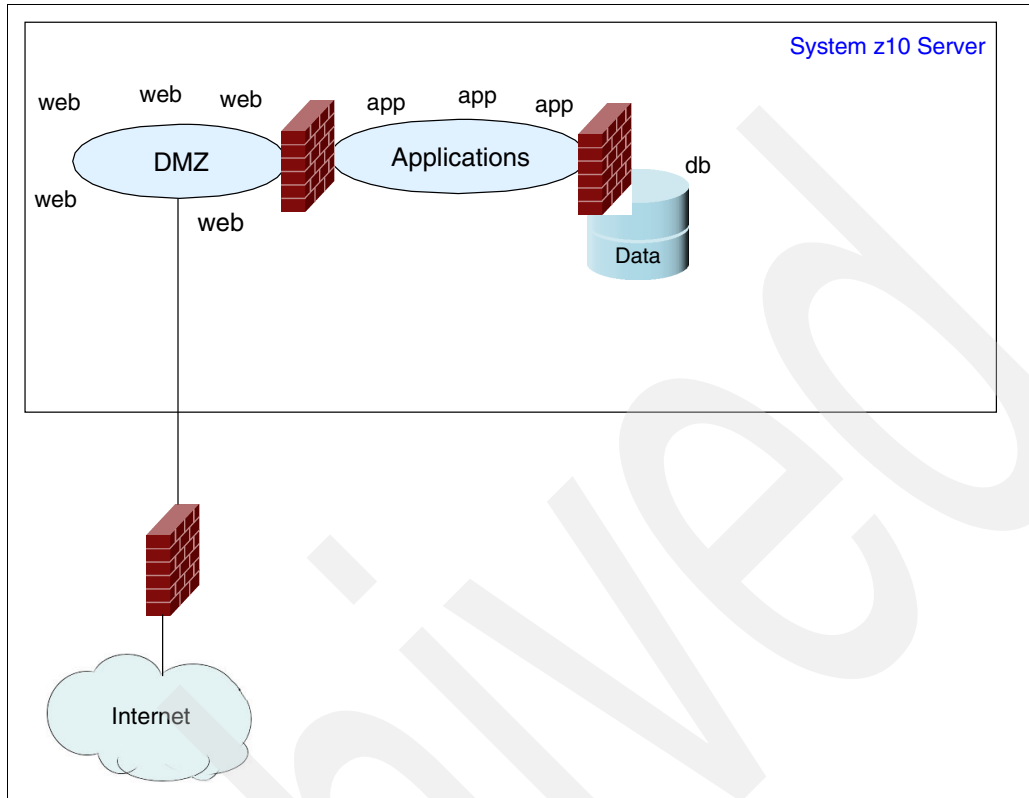 System z10 Server
web
web
web
app
app
app
DMZ
Applications
db
web
web
Data
Internet